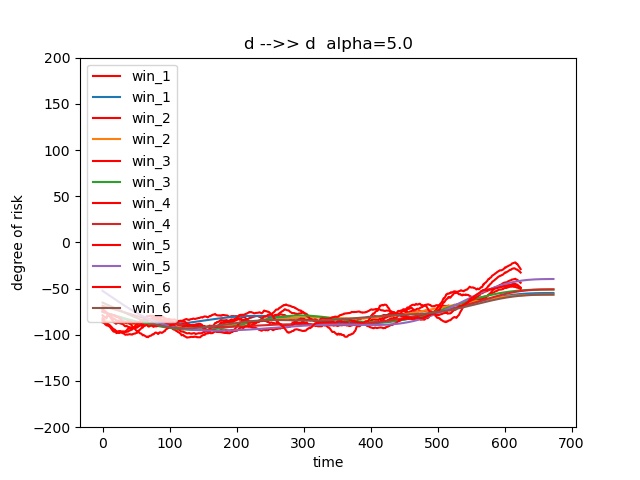 d -->> d  alpha=5.0
200
150
100
50
0
−50
−100
−150
−200
degree of risk
win_1
win_1
win_2
win_2
win_3
win_3
win_4
win_4
win_5
win_5
win_6
win_6
0 100 200 300 400 500 600 700
time